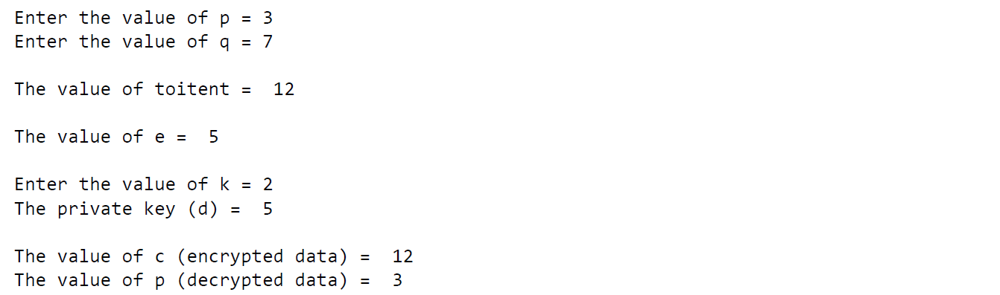 Enter the value of p = 3
Enter the value of q = 7
The value of toitent =  12
The value of e =  5
Enter the value of k = 2
The private key (d) =  5
The value of c (encrypted data) =  12
The value of p (decrypted data) =  3